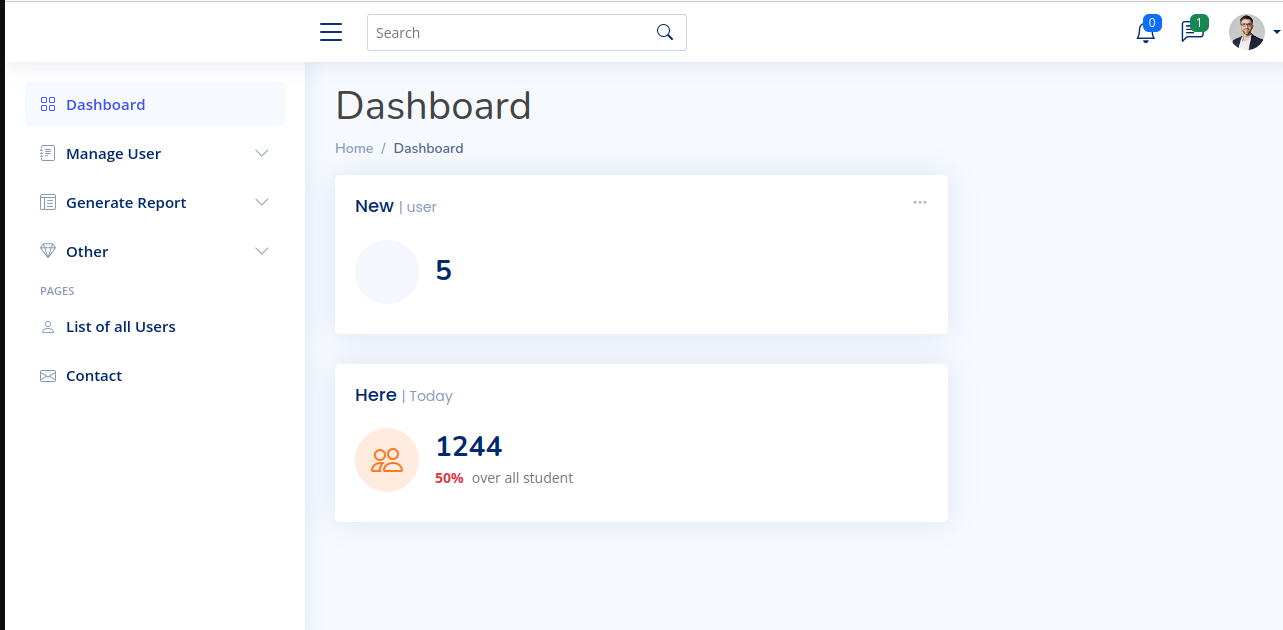 Search
0
1
Dashboard
Manage User
Generate Report
Other
PAGES
List of all Users
Contact
Dashboard
Home / Dashboard
New | user
5
Here | Today
1244
50% over all student